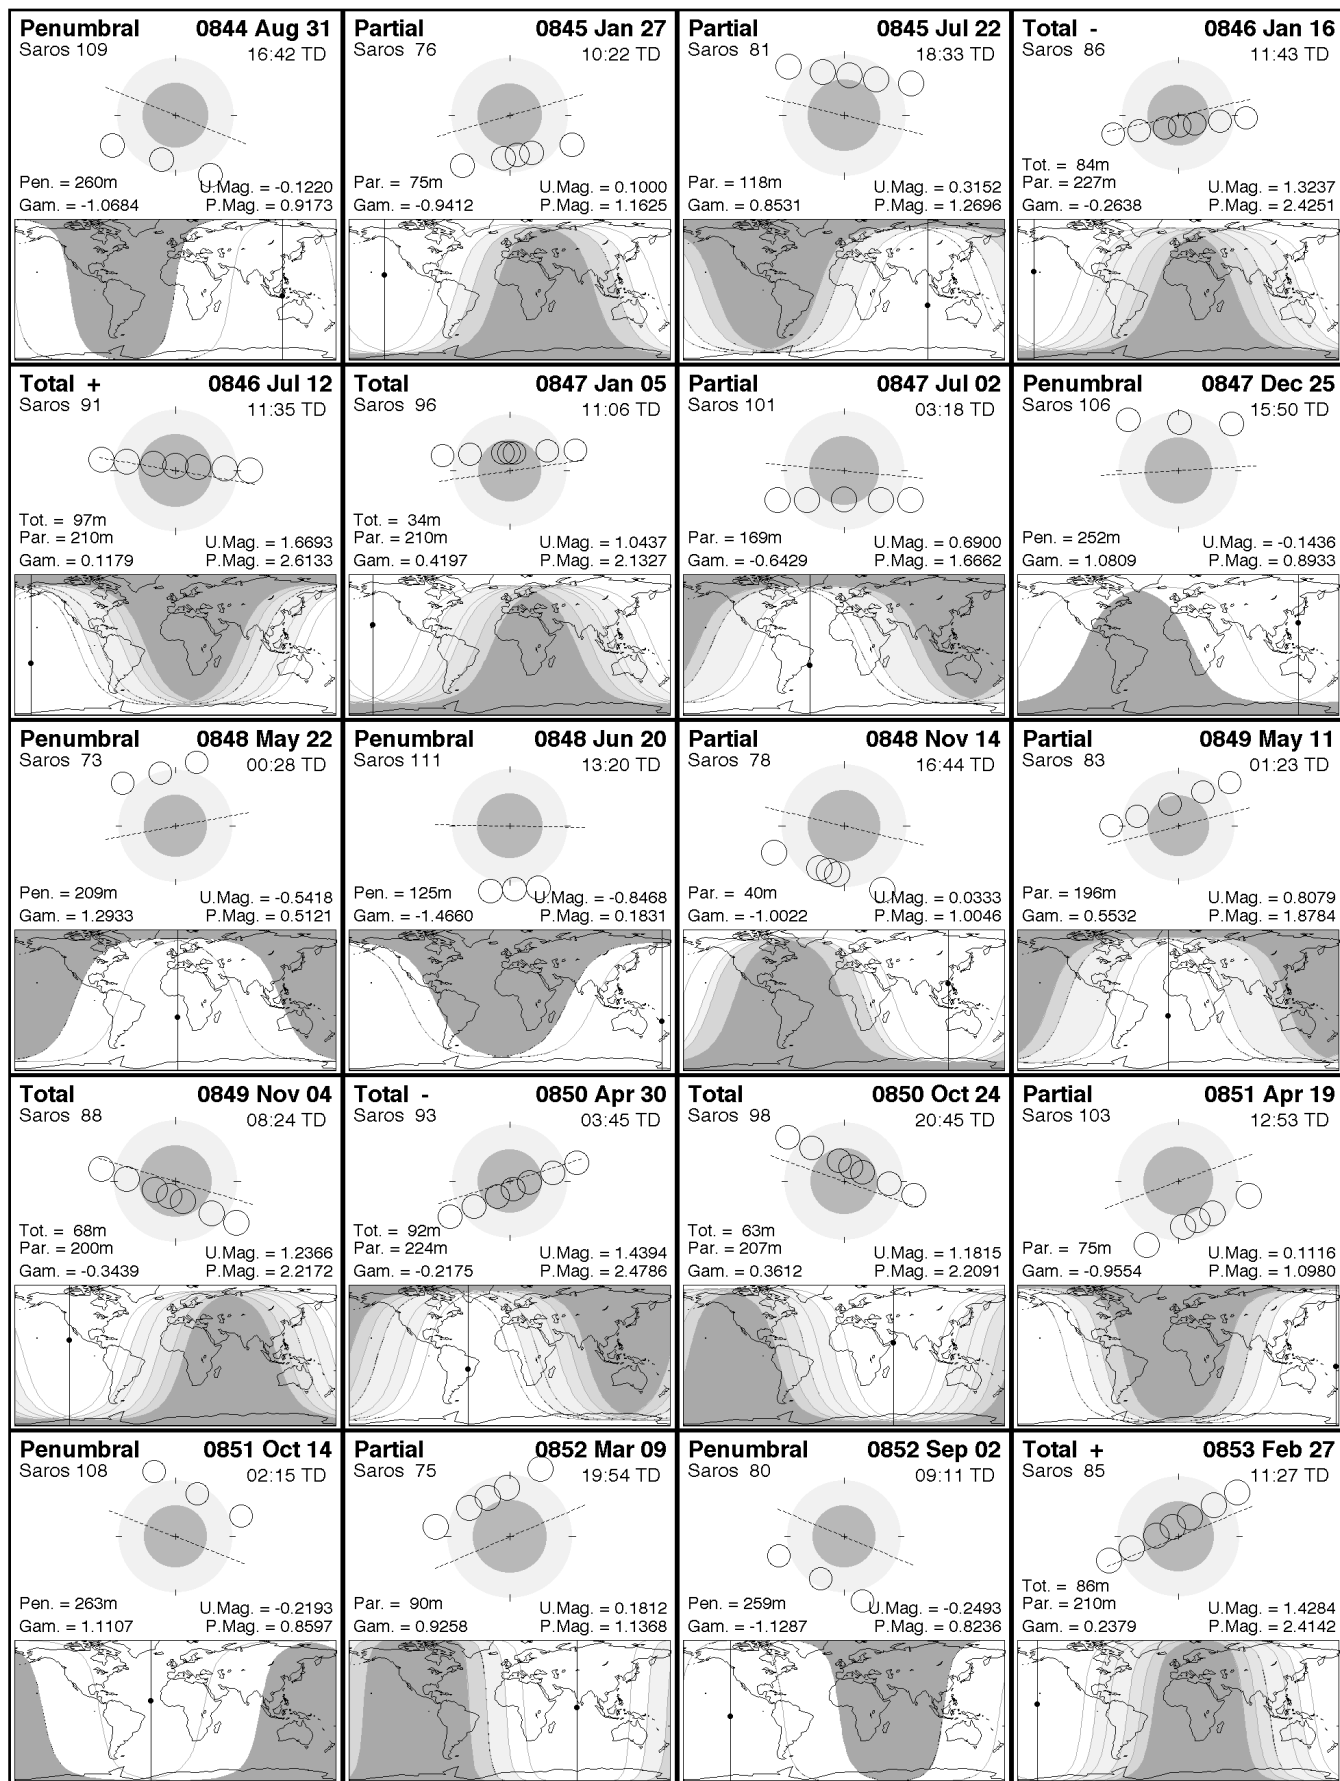 Penumbral 0844 Aug 31
Saros 109 16:42 TD
Pen. = 260m U.Mag. = -0.1220
Gam. = -1.0684 P.Mag. = 0.9173
Partial 0845 Jan 27
Saros 76 10:22 TD
Par. = 75m U.Mag. = 0.1000
Gam. = -0.9412 P.Mag. = 1.1625
Partial 0845 Jul 22
Saros 81 18:33 TD
Par. = 118m U.Mag. = 0.3152
Gam. = 0.8531 P.Mag. = 1.2696
Total - 0846 Jan 16
Saros 86 11:43 TD
Tot. = 84m
Par. = 227m U.Mag. = 1.3237
Gam. = -0.2638 P.Mag. = 2.4251
Total + 0846 Jul 12
Saros 91 11:35 TD
Tot. = 97m
Par. = 210m U.Mag. = 1.6693
Gam. = 0.1179 P.Mag. = 2.6133
Total 0847 Jan 05
Saros 96 11:06 TD
Tot. = 34m
Par. = 210m U.Mag. = 1.0437
Gam. = 0.4197 P.Mag. = 2.1327
Partial 0847 Jul 02
Saros 101 03:18 TD
Par. = 169m U.Mag. = 0.6900
Gam. = -0.6429 P.Mag. = 1.6662
Penumbral 0847 Dec 25
Saros 106 15:50 TD
Pen. = 252m U.Mag. = -0.1436
Gam. = 1.0809 P.Mag. = 0.8933
Penumbral 0848 May 22
Saros 73 00:28 TD
Pen. = 209m U.Mag. = -0.5418
Gam. = 1.2933 P.Mag. = 0.5121
Penumbral 0848 Jun 20
Saros 111 13:20 TD
Pen. = 125m U.Mag. = -0.8468
Gam. = -1.4660 P.Mag. = 0.1831
Partial 0848 Nov 14
Saros 78 16:44 TD
Par. = 40m U.Mag. = 0.0333
Gam. = -1.0022 P.Mag. = 1.0046
Partial 0849 May 11
Saros 83 01:23 TD
Par. = 196m U.Mag. = 0.8079
Gam. = 0.5532 P.Mag. = 1.8784
Total 0849 Nov 04
Saros 88 08:24 TD
Tot. = 68m
Par. = 200m U.Mag. = 1.2366
Gam. = -0.3439 P.Mag. = 2.2172
Total - 0850 Apr 30
Saros 93 03:45 TD
Tot. = 92m
Par. = 224m U.Mag. = 1.4394
Gam. = -0.2175 P.Mag. = 2.4786
Total 0850 Oct 24
Saros 98 20:45 TD
Tot. = 63m
Par. = 207m U.Mag. = 1.1815
Gam. = 0.3612 P.Mag. = 2.2091
Partial 0851 Apr 19
Saros 103 12:53 TD
Par. = 75m U.Mag. = 0.1116
Gam. = -0.9554 P.Mag. = 1.0980
Penumbral 0851 Oct 14
Saros 108 02:15 TD
Pen. = 263m U.Mag. = -0.2193
Gam. = 1.1107 P.Mag. = 0.8597
Partial 0852 Mar 09
Saros 75 19:54 TD
Par. = 90m U.Mag. = 0.1812
Gam. = 0.9258 P.Mag. = 1.1368
Penumbral 0852 Sep 02
Saros 80 09:11 TD
Pen. = 259m U.Mag. = -0.2493
Gam. = -1.1287 P.Mag. = 0.8236
Total + 0853 Feb 27
Saros 85 11:27 TD
Tot. = 86m
Par. = 210m U.Mag. = 1.4284
Gam. = 0.2379 P.Mag. = 2.4142